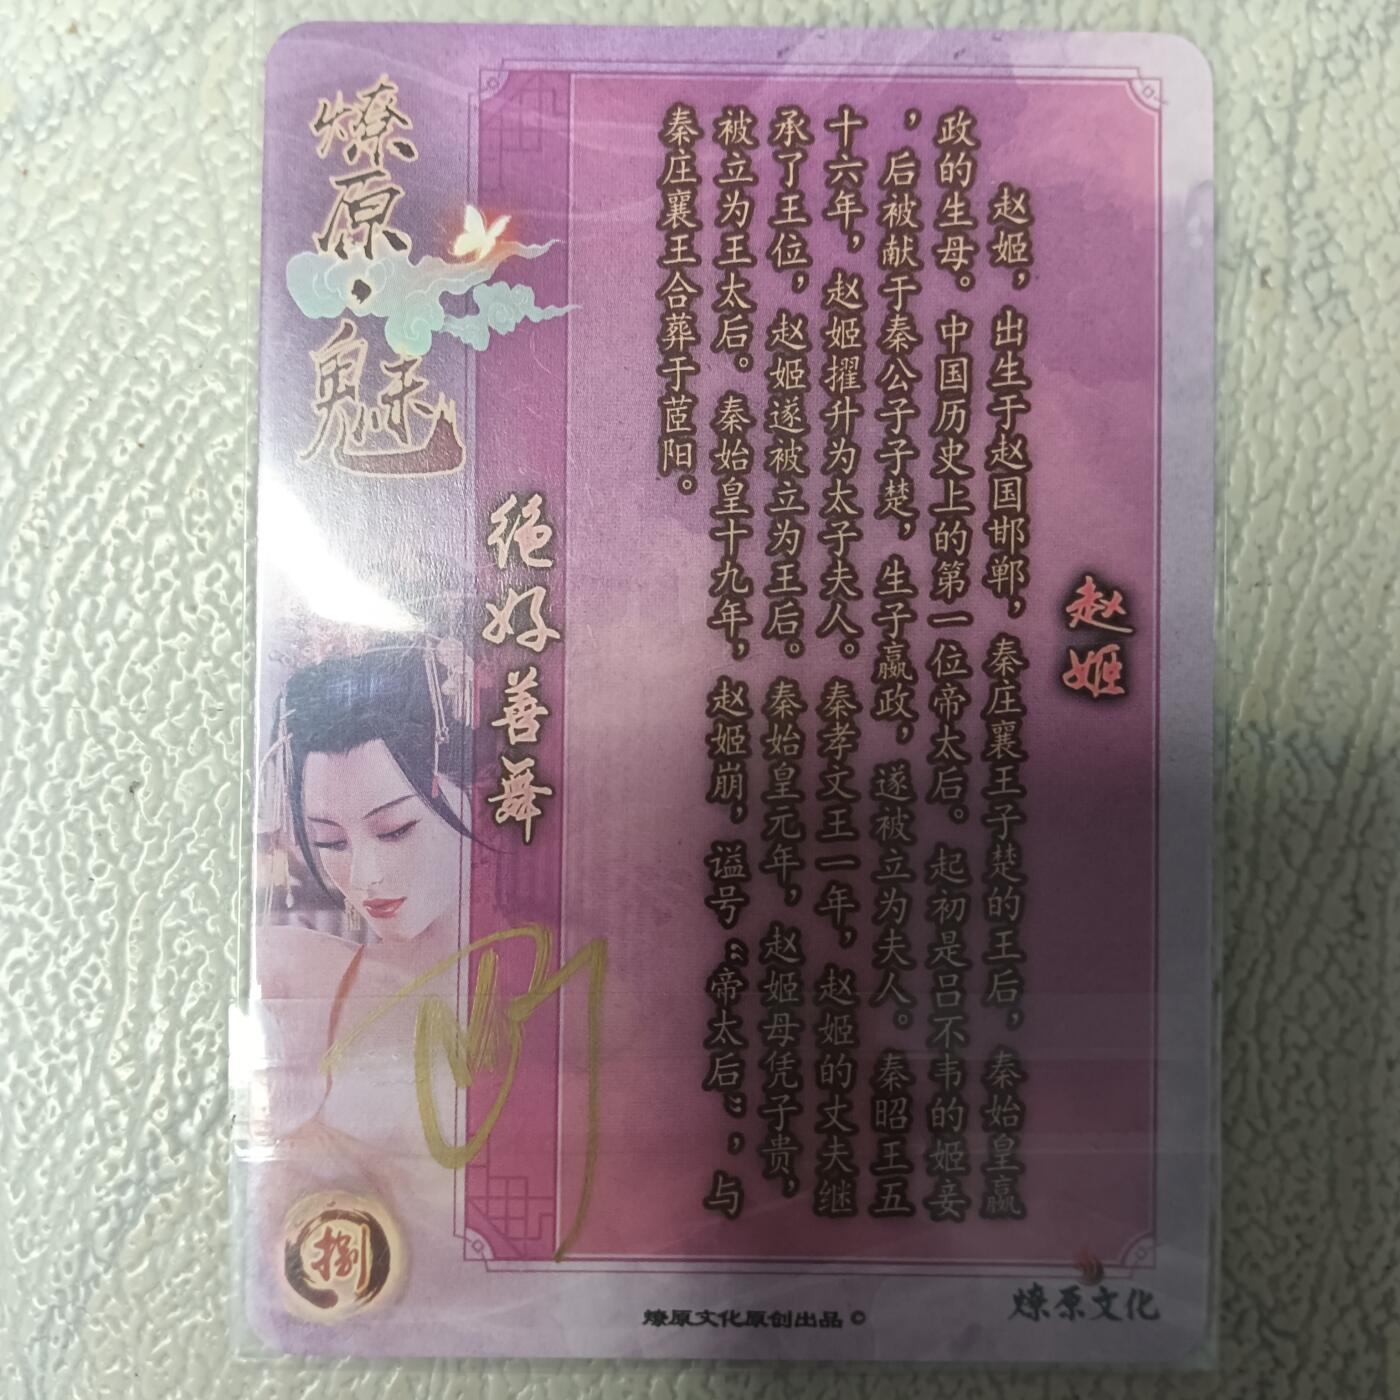 赵姬
赵姬，出生于赵国邯郸，秦庄襄王子楚的王后，秦始皇嬴
政的生母。中国历史上的第一位帝太后。起初是吕不韦的姬妾
，后被献于秦公子子楚，生子嬴政，遂被立为夫人。秦昭王五
十六年，赵姬擢升为太子夫人。秦孝文王一年，赵姬的丈夫继
承了王位，赵姬遂被立为王后。秦始皇元年，赵姬母凭子贵，
被立为王太后。秦始皇十九年，赵姬崩，谥号“帝太后”，与
秦庄襄王合葬于茝阳。
绝好善舞
燎原·魅
捌
燎原文化原创出品 ©
燎原文化